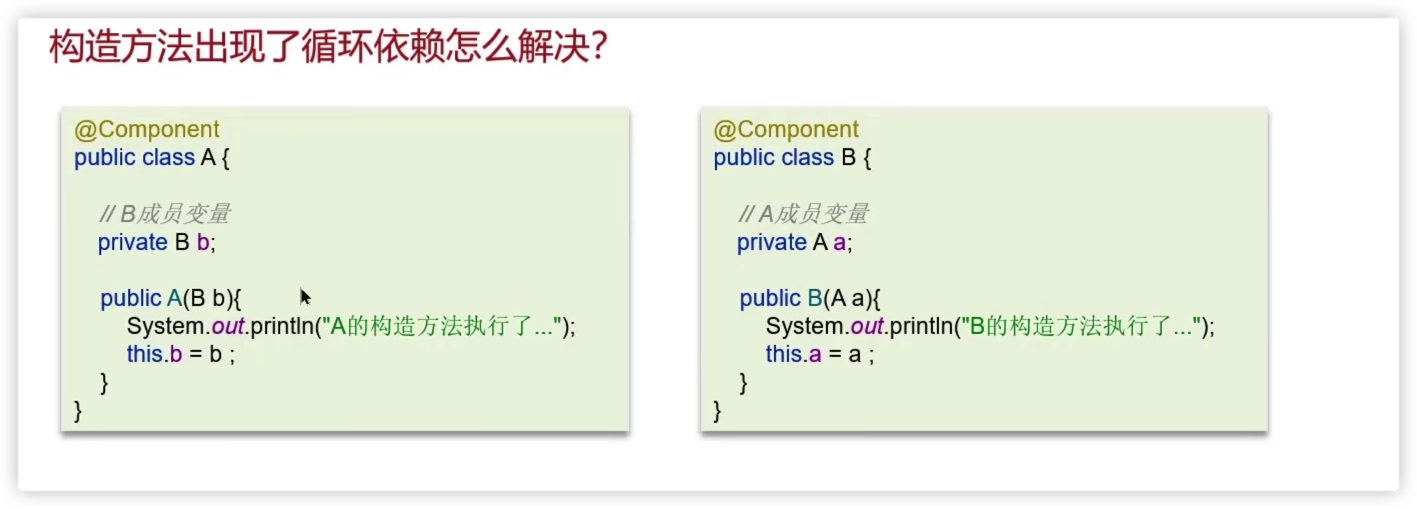 构造方法出现了循环依赖怎么解决？
@Component
public class A {
// B成员变量
private B b;
public A(B b){
System.out.println("A的构造方法执行了...");
this.b = b ;
}
}
@Component
public class B {
// A成员变量
private A a;
public B(A a){
System.out.println("B的构造方法执行了...");
this.a = a ;
}
}